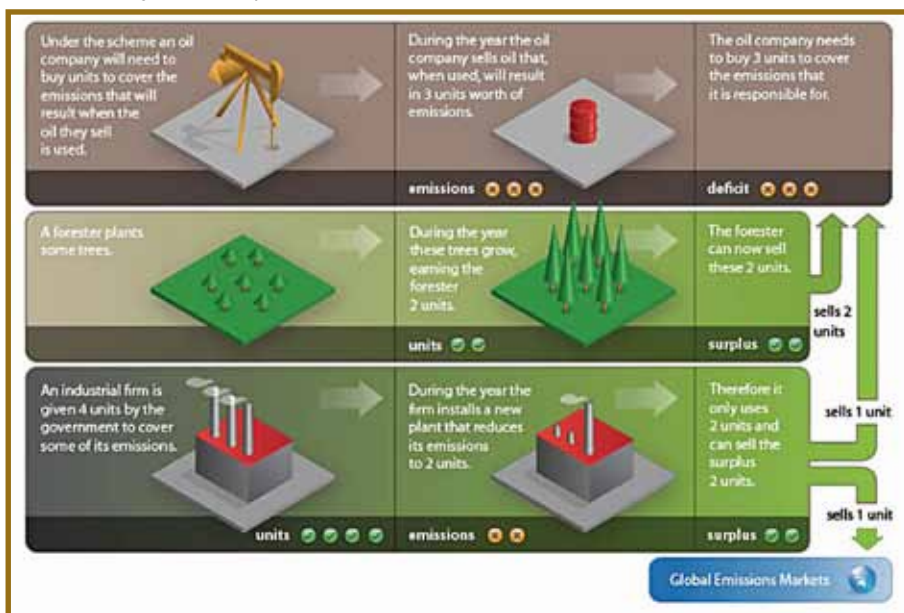 Under the scheme an oil
company will need to
buy units to cover the
emissions that will
result when the
oil they sell
is used.
During the year the oil
company sells oil that,
when used, will result
in 3 units worth of
emissions.
The oil company needs
to buy 3 units to cover
the emissions that
it is responsible for.
emissions
deficit
A forester plants
some trees.
During the year
these trees grow,
earning the
forester
2 units.
The forester
can now sell
these 2 units.
units
surplus
sells 2
units
An industrial firm is
given 4 units by the
government to cover
some of its emissions.
During the year the
firm installs a new
plant that reduces
its emissions
to 2 units.
Therefore it
only uses
2 units and
can sell the
surplus
2 units.
sells 1 unit
sells 1 unit
units
emissions
surplus
Global Emissions Markets